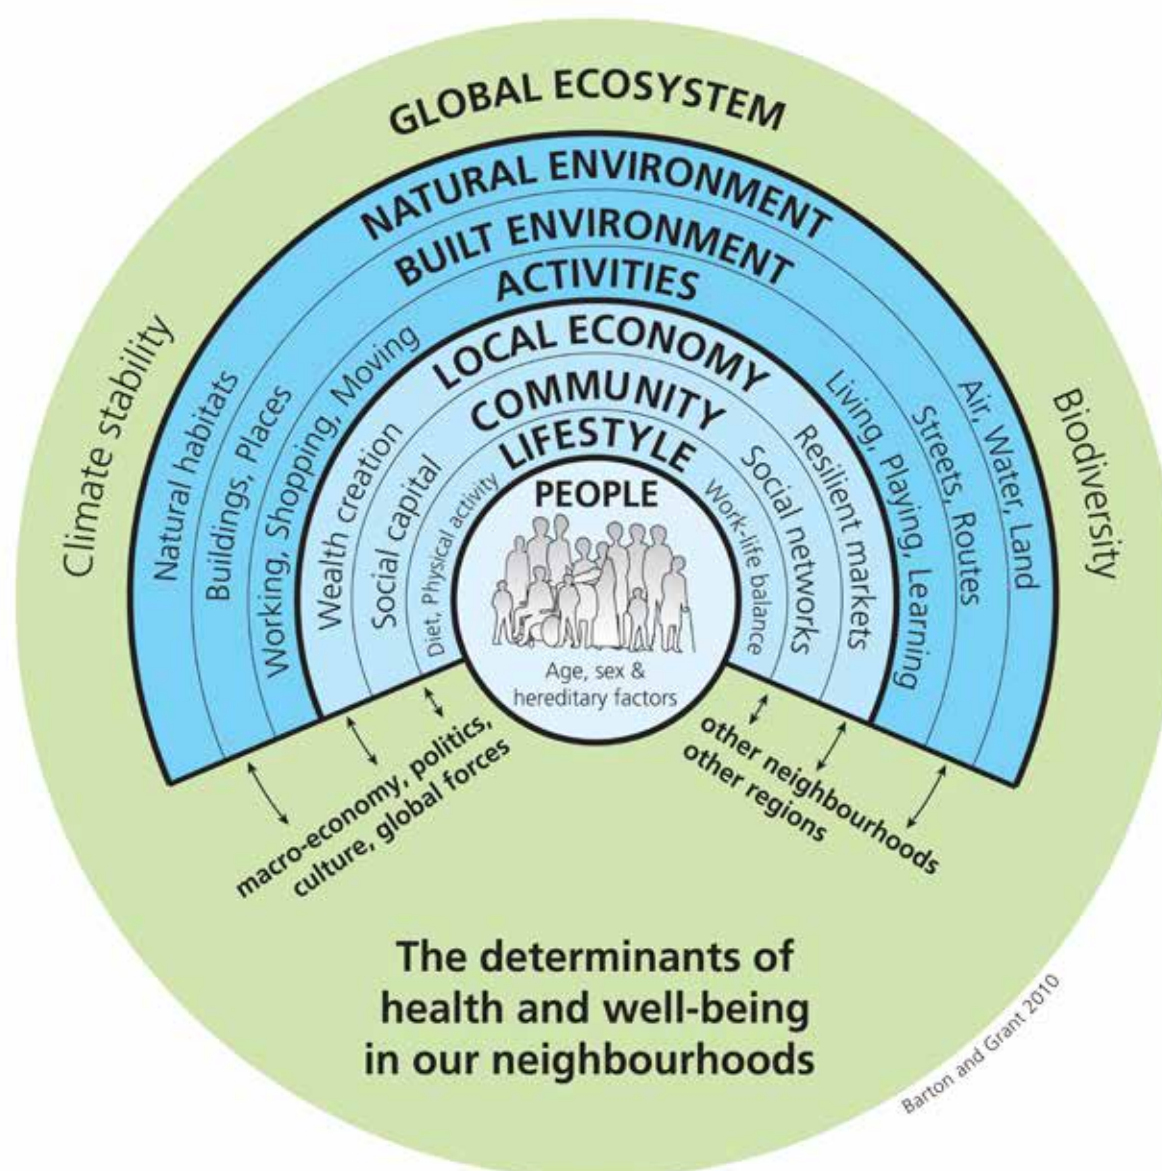 GLOBAL ECOSYSTEM
NATURAL ENVIRONMENT
BUILT ENVIRONMENT
ACTIVITIES
LOCAL ECONOMY
COMMUNITY
LIFESTYLE
PEOPLE
Age, sex &
hereditary factors
Climate stability
Natural habitats
Buildings, Places
Working, Shopping, Moving
Wealth creation
Social capital
Diet, Physical activity
Work-life balance
Social networks
Resilient markets
Living, Playing, Learning
Streets, Routes
Air, Water, Land
Biodiversity
macro-economy, politics,
culture, global forces
other neighbourhoods
other regions
The determinants of
health and well-being
in our neighbourhoods
Barton and Grant 2010